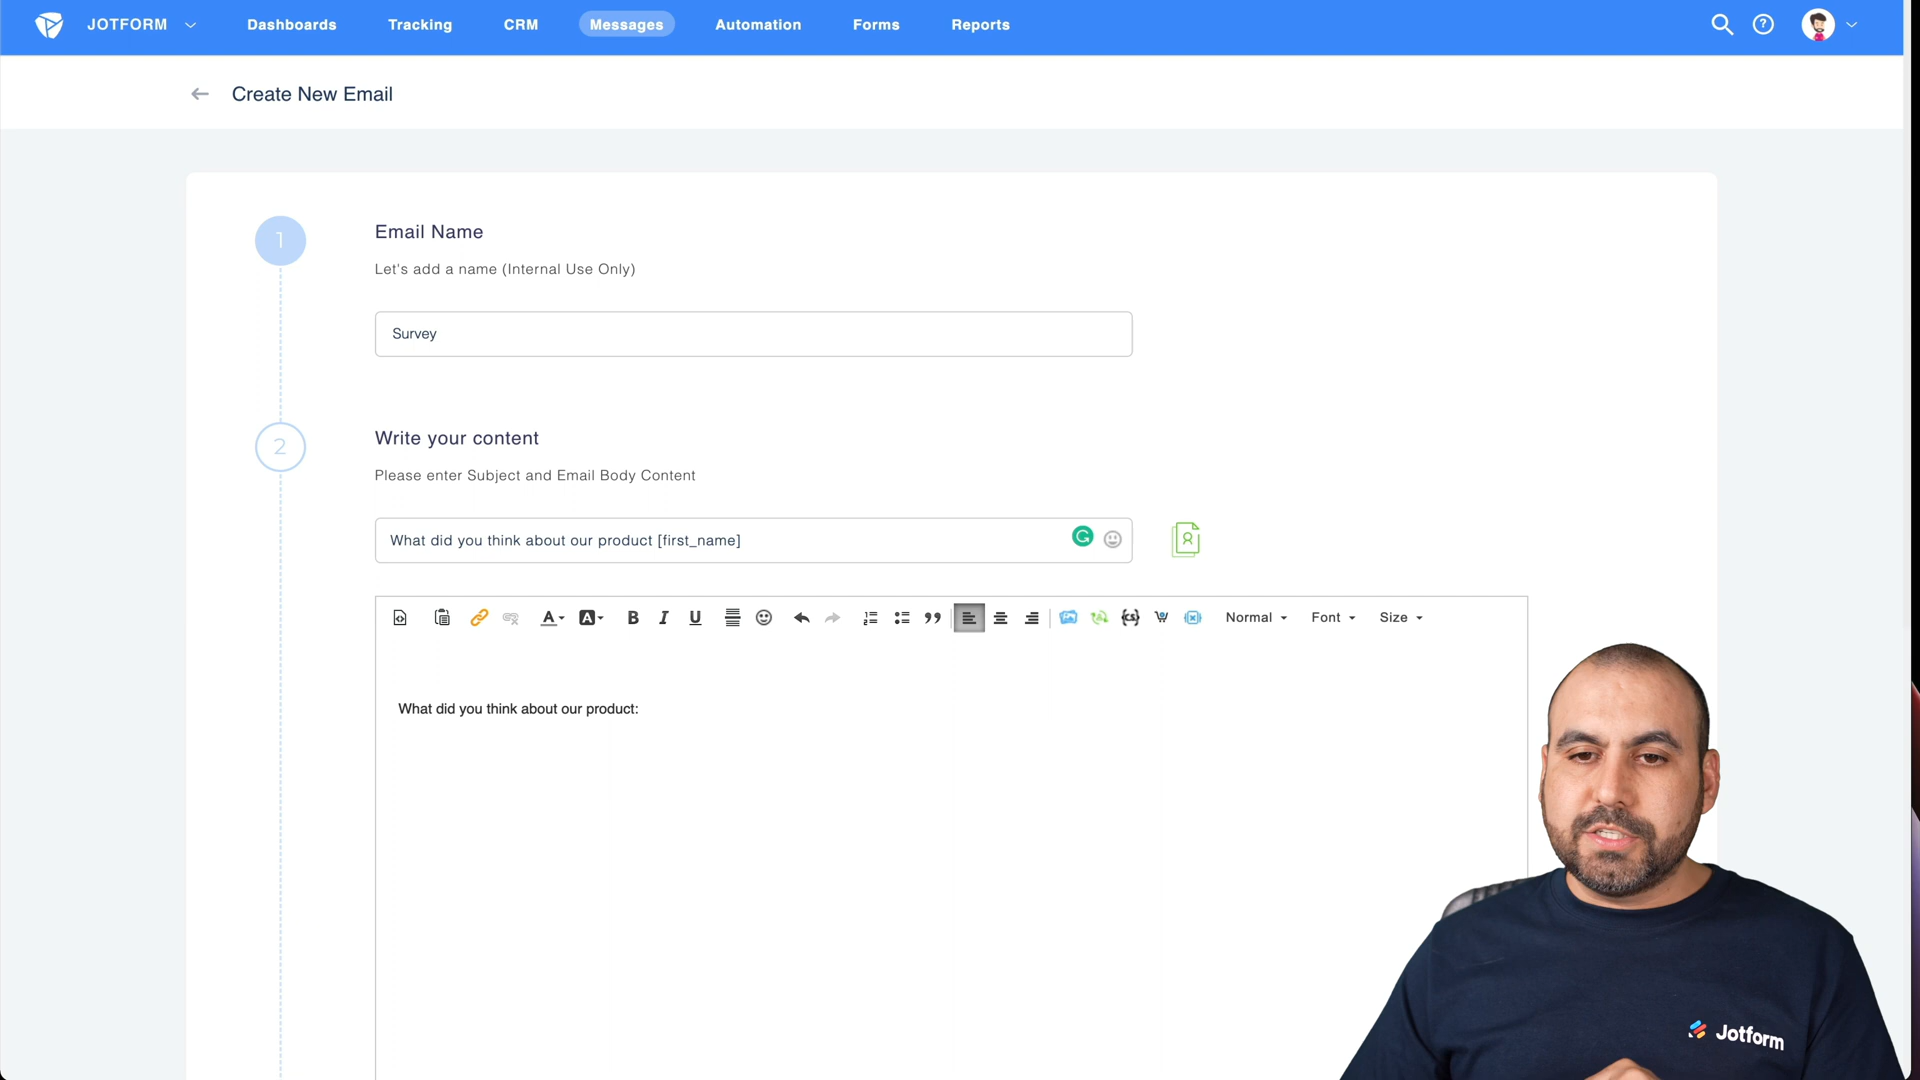 JOTFORM Dashboards Tracking CRM Messages Automation Forms Reports
Create New Email
1
Email Name
Let's add a name (Internal Use Only)
Survey
2
Write your content
Please enter Subject and Email Body Content
What did you think about our product [first_name]
Normal Font Size
What did you think about our product:
Jotform